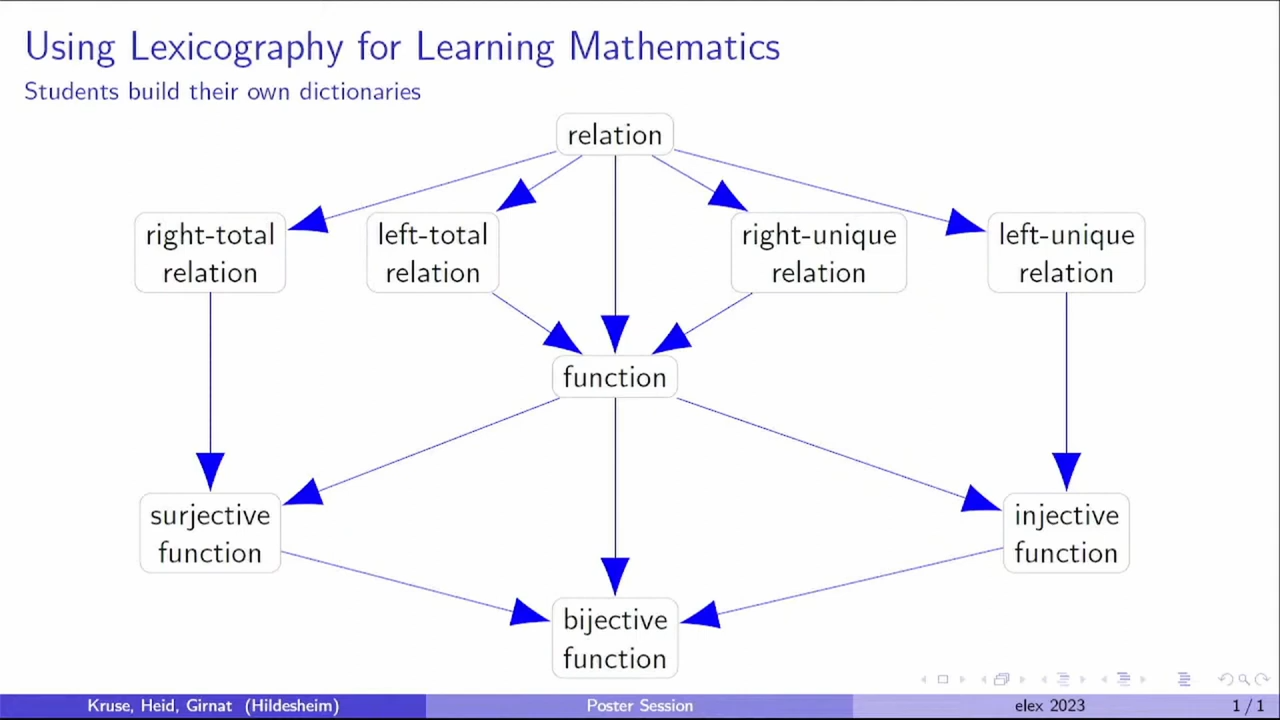 Using Lexicography for Learning Mathematics
Students build their own dictionaries
relation
right-total
relation
left-total
relation
right-unique
relation
left-unique
relation
function
surjective
function
injective
function
bijective
function
Kruse, Heid, Girnat (Hildesheim)
Poster Session
elex 2023
1 / 1